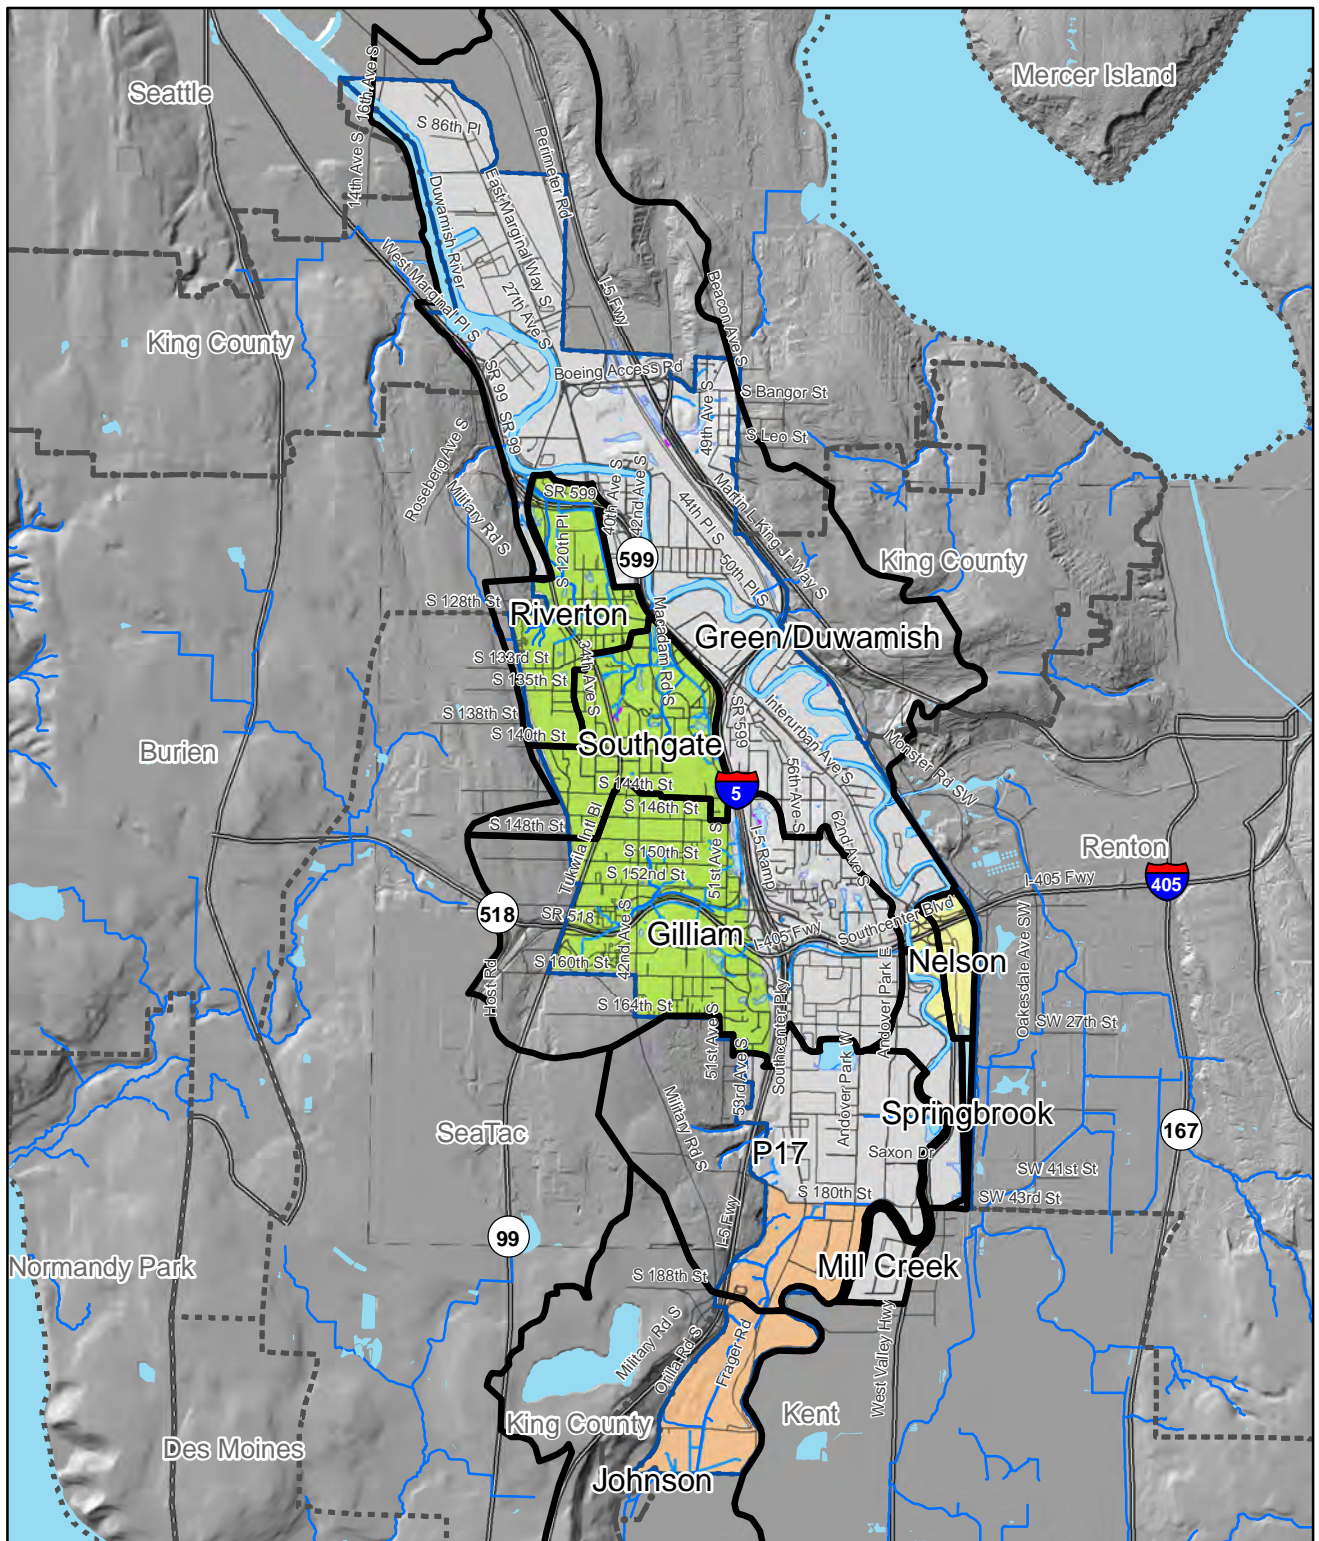 Mercer Island
Seattle
16th Ave S
S 86th Pl
14th Ave S
Perimeter Rd
East Marginal Way S
Duwamish River
West Marginal Pl S
27th Ave S
I-5 Fwy
Beacon Ave S
King County
SR 99
Boeing Access Rd
49th Ave S
S Bangor St
SR 99
S Leo St
Roseberg Ave S
Military Rd S
SR 599
40th Ave S
42nd Ave S
44th Pl S
Martin L King Jr Way S
S 120th Pl
599
50th Pl S
King County
S 128th St
Riverton
Macadam Rd S
Green/Duwamish
S 133rd St
34th Ave S
S 135th St
S 138th St
SR 599
Interurban Ave S
S 140th St
Southgate
Monster Rd SW
Burien
S 144th St
5
56th Ave S
S 146th St
S 148th St
Tukwila Intl Bl
51st Ave S
I-5 Ramp
62nd Ave S
Renton
S 150th St
S 152nd St
I-405 Fwy
405
518
SR 518
42nd Ave S
Gilliam
I-405 Fwy
Southcenter Blvd
Nelson
Oakesdale Ave SW
S 160th St
Host Rd
Andover Park E
S 164th St
51st Ave S
Southcenter Pky
SW 27th St
53rd Ave S
Andover Park W
Military Rd S
Springbrook
SeaTac
167
P17
Saxon Dr
SW 41st St
S 180th St
SW 43rd St
I-5 Fwy
99
Normandy Park
Mill Creek
S 188th St
Military Rd S
Orilla Rd S
Frager Rd
West Valley Hwy
King County
Kent
Des Moines
Johnson